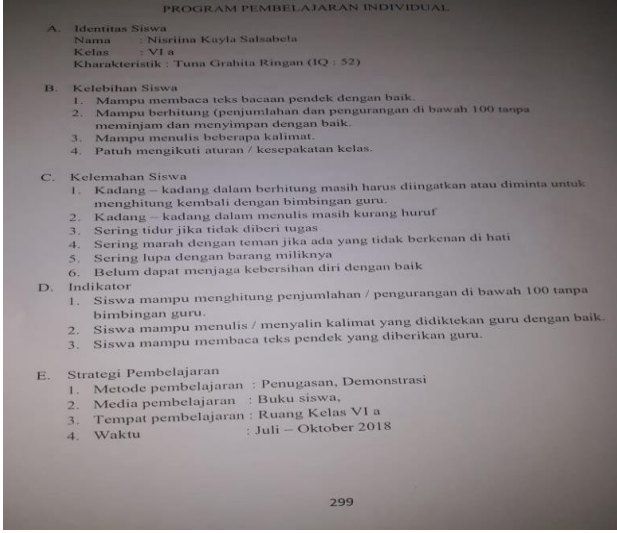 PROGRAM PEMBELAJARAN INDIVIDUAL
A. Identitas Siswa
Nama : Nisriina Kayla Salsabela
Kelas : VI a
Kharakteristik : Tuna Grahita Ringan (IQ : 52)
B. Kelebihan Siswa
1. Mampu membaca teks bacaan pendek dengan baik.
2. Mampu berhitung (penjumlahan dan pengurangan di bawah 100 tanpa
meminjam dan menyimpan dengan baik.
3. Mampu menulis beberapa kalimat.
4. Patuh mengikuti aturan / kesepakatan kelas.
C. Kelemahan Siswa
1. Kadang – kadang dalam berhitung masih harus diingatkan atau diminta untuk
menghitung kembali dengan bimbingan guru.
2. Kadang – kadang dalam menulis masih kurang huruf
3. Sering tidur jika tidak diberi tugas
4. Sering marah dengan teman jika ada yang tidak berkenan di hati
5. Sering lupa dengan barang miliknya
6. Belum dapat menjaga kebersihan diri dengan baik
D. Indikator
1. Siswa mampu menghitung penjumlahan / pengurangan di bawah 100 tanpa
bimbingan guru.
2. Siswa mampu menulis / menyalin kalimat yang didiktekan guru dengan baik.
3. Siswa mampu membaca teks pendek yang diberikan guru.
E. Strategi Pembelajaran
1. Metode pembelajaran : Penugasan, Demonstrasi
2. Media pembelajaran : Buku siswa,
3. Tempat pembelajaran : Ruang Kelas VI a
4. Waktu : Juli – Oktober 2018
299